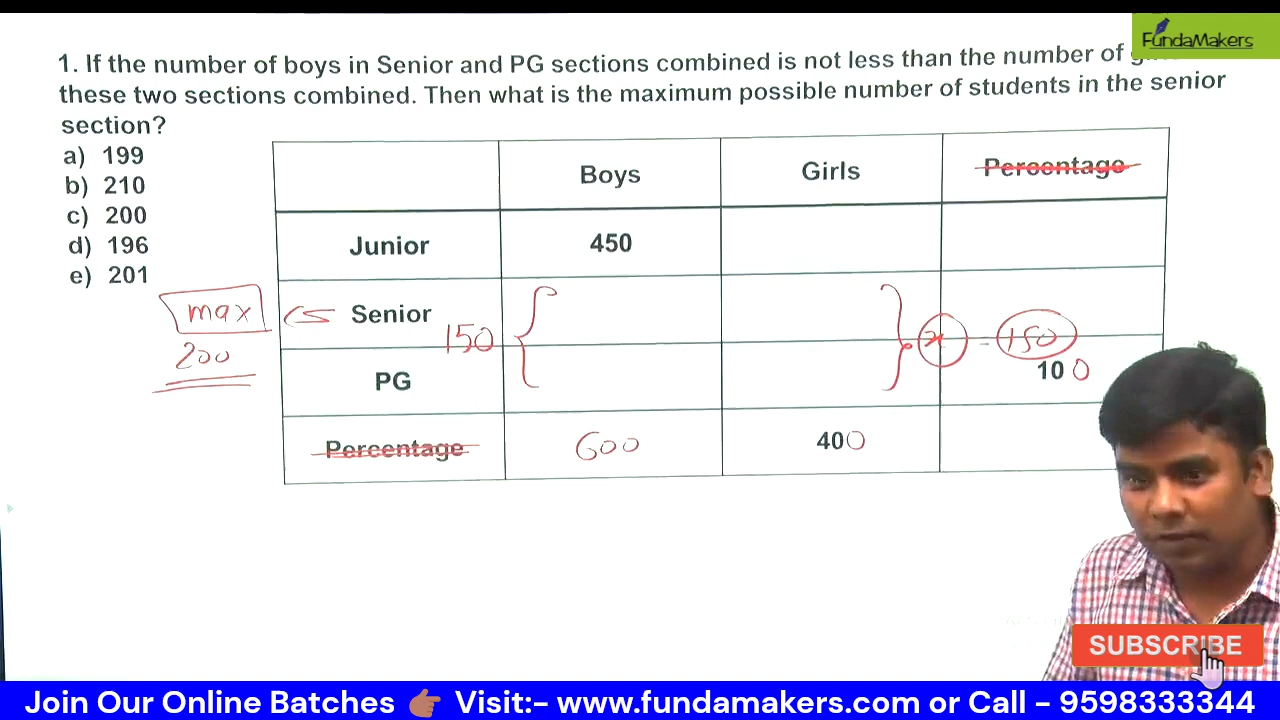 FundaMakers
1. If the number of boys in Senior and PG sections combined is not less than the number of
these two sections combined. Then what is the maximum possible number of students in the senior
section?
a) 199
b) 210
c) 200
d) 196
e) 201
Boys Girls Percentage
Junior 450
max Senior 150 x = 150
200
PG 100
Percentage 600 400
SUBSCRIBE
Join Our Online Batches Visit:- www.fundamakers.com or Call - 9598333344